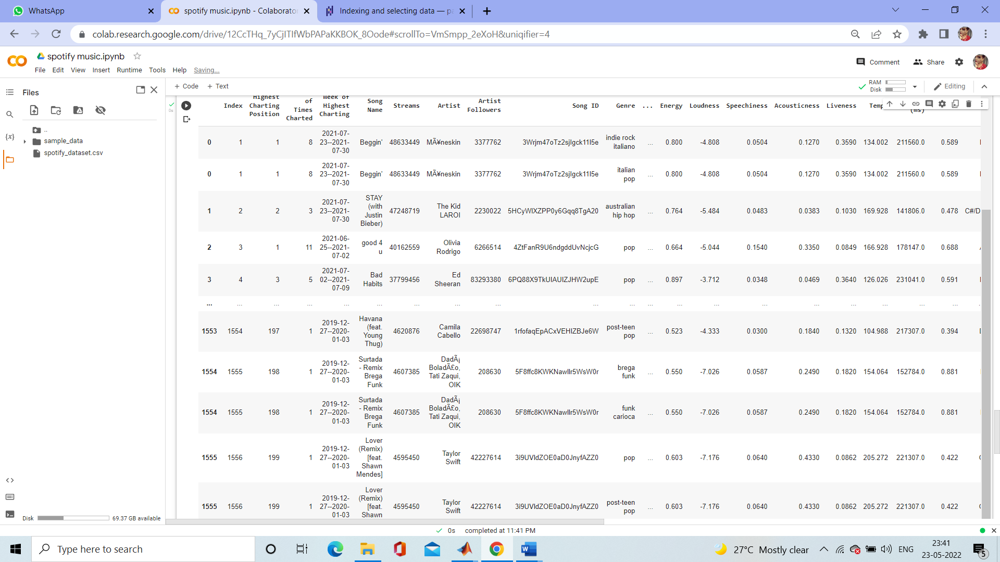 WhatsApp
spotify music.ipynb - Colaborato
Indexing and selecting data — pa
colab.research.google.com/drive/12CcTHq_7yCjITIfWbPAPaKKBOK_8Oode#scrollTo=VmSmpp_2eXoH&uniqifier=4
spotify music.ipynb
File Edit View Insert Runtime Tools Help Saving...
Comment Share
Files
+ Code + Text
RAM
Disk
Editing
..
sample_data
spotify_dataset.csv
Index Highest Charting Position of Times Charted Week of Highest Charting Song Name Streams Artist Artist Followers Song ID Genre ... Energy Loudness Speechiness Acousticness Liveness Temp (ms)
0 1 1 8 2021-07-23--2021-07-30 Beggin' 48633449 MÃ¥neskin 3377762 3Wrjm47oTz2sjIgck11l5e indie rock italiano ... 0.800 -4.808 0.0504 0.1270 0.3590 134.002 211560.0 0.589
0 1 1 8 2021-07-23--2021-07-30 Beggin' 48633449 MÃ¥neskin 3377762 3Wrjm47oTz2sjIgck11l5e italian pop ... 0.800 -4.808 0.0504 0.1270 0.3590 134.002 211560.0 0.589
1 2 2 3 2021-07-23--2021-07-30 STAY (with Justin Bieber) 47248719 The Kid LAROI 2230022 5HCyWlXZPP0y6Gqq8TgA20 australian hip hop ... 0.764 -5.484 0.0483 0.0383 0.1030 169.928 141806.0 0.478 C#/D
2 3 1 11 2021-06-25--2021-07-02 good 4 u 40162559 Olivia Rodrigo 6266514 4ZtFanR9U6ndgddUvNcjcG pop ... 0.664 -5.044 0.1540 0.3350 0.0849 166.928 178147.0 0.688
3 4 3 5 2021-07-02--2021-07-09 Bad Habits 37799456 Ed Sheeran 83293380 6PQ88X9TkUIAUIZJHW2upE pop ... 0.897 -3.712 0.0348 0.0469 0.3640 126.026 231041.0 0.591
... ... ... ... ... ... ... ... ... ... ... ... ... ... ... ... ... ... ... ...
1553 1554 197 1 2019-12-27--2020-01-03 Havana (feat. Young Thug) 4620876 Camila Cabello 22698747 1rfofaqEpACxVEHIZBJe6W post-teen pop ... 0.523 -4.333 0.0300 0.1840 0.1320 104.988 217307.0 0.394
1554 1555 198 1 2019-12-27--2020-01-03 Surtada - Remix Brega Funk 4607385 DadÃ¡ BoladÃ£o, Tati Zaqui, OIK 208630 5F8ffc8KWKNawllr5WsW0r brega funk ... 0.550 -7.026 0.0587 0.2490 0.1820 154.064 152784.0 0.881
1554 1555 198 1 2019-12-27--2020-01-03 Surtada - Remix Brega Funk 4607385 DadÃ¡ BoladÃ£o, Tati Zaqui, OIK 208630 5F8ffc8KWKNawllr5WsW0r funk carioca ... 0.550 -7.026 0.0587 0.2490 0.1820 154.064 152784.0 0.881
1555 1556 199 1 2019-12-27--2020-01-03 Lover (Remix) [feat. Shawn Mendes] 4595450 Taylor Swift 42227614 3i9UVldZOE0aD0JnyfAZZ0 pop ... 0.603 -7.176 0.0640 0.4330 0.0862 205.272 221307.0 0.422
1555 1556 199 1 2019-12-27--2020-01-03 Lover (Remix) [feat. Shawn 4595450 Taylor Swift 42227614 3i9UVldZOE0aD0JnyfAZZ0 post-teen pop ... 0.603 -7.176 0.0640 0.4330 0.0862 205.272 221307.0 0.422
Disk 69.37 GB available
0s completed at 11:41 PM
Type here to search
27°C Mostly clear
ENG
23:41
23-05-2022
5